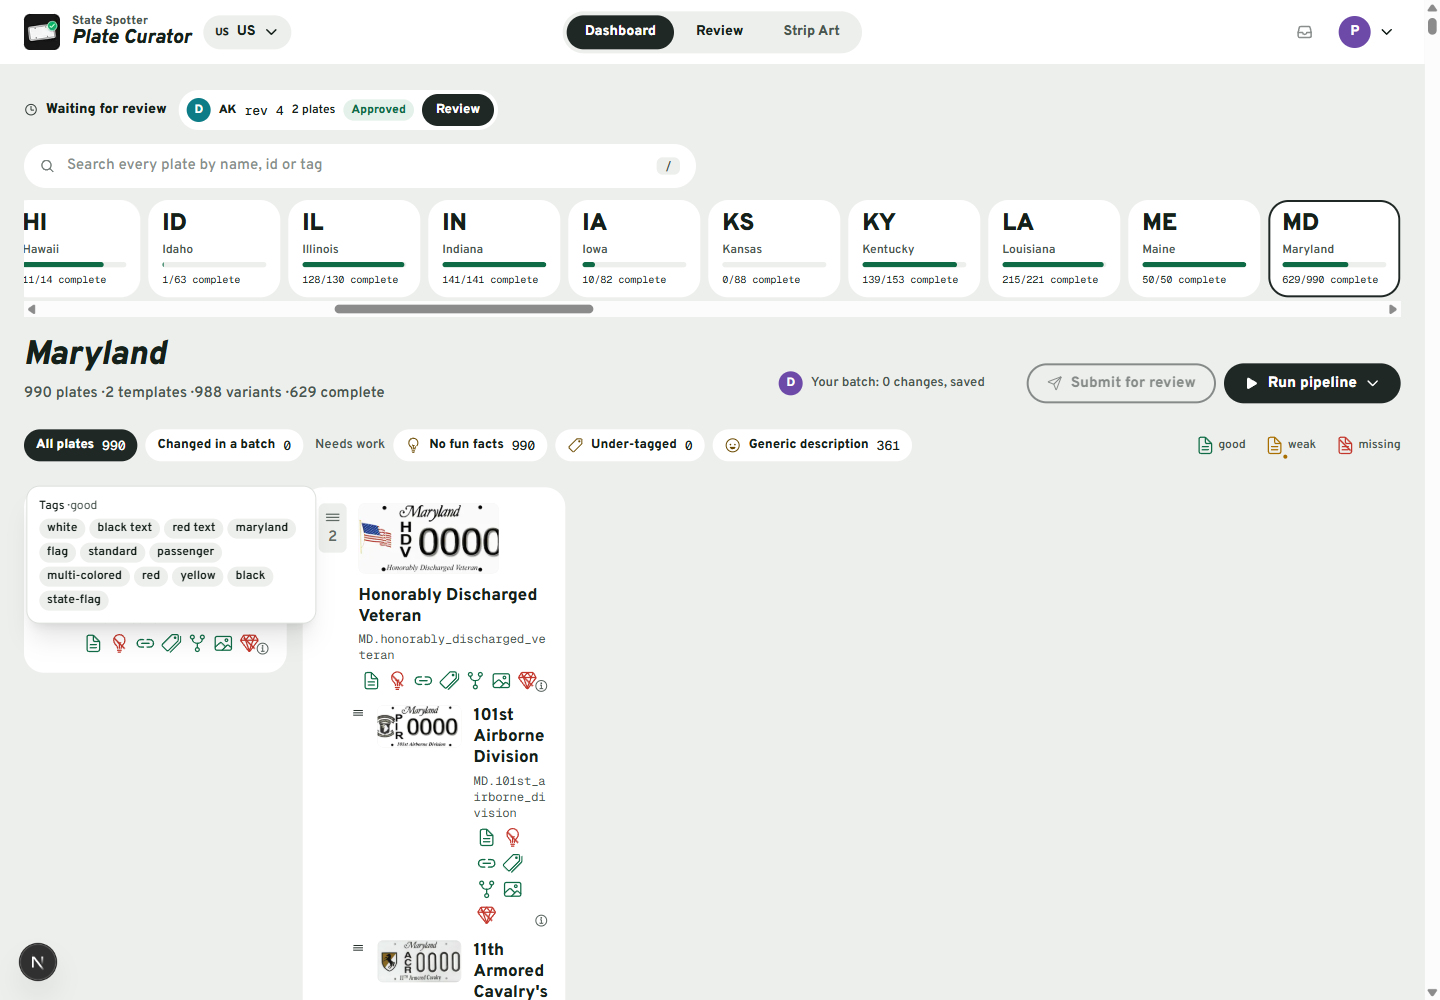 State Spotter
Plate Curator
US US
Dashboard
Review
Strip Art
P
Waiting for review
D AK rev 4 2 plates Approved Review
Search every plate by name, id or tag /
HI
Hawaii
11/14 complete
ID
Idaho
1/63 complete
IL
Illinois
128/130 complete
IN
Indiana
141/141 complete
IA
Iowa
10/82 complete
KS
Kansas
0/88 complete
KY
Kentucky
139/153 complete
LA
Louisiana
215/221 complete
ME
Maine
50/50 complete
MD
Maryland
629/990 complete
Maryland
990 plates ·2 templates ·988 variants ·629 complete
D Your batch: 0 changes, saved
Submit for review
Run pipeline
All plates 990
Changed in a batch 0
Needs work
No fun facts 990
Under-tagged 0
Generic description 361
good
weak
missing
Tags ·good
white black text red text maryland
flag standard passenger
multi-colored red yellow black
state-flag
2
Maryland
HDV 0000
Honorably Discharged Veteran
Honorably Discharged
Veteran
MD.honorably_discharged_ve
teran
Maryland
PLR 0000
101st Airborne Division
101st
Airborne
Division
MD.101st_a
irborne_di
vision
Maryland
ACR 0000
11th Armored Cavalry
11th
Armored
Cavalry's
N